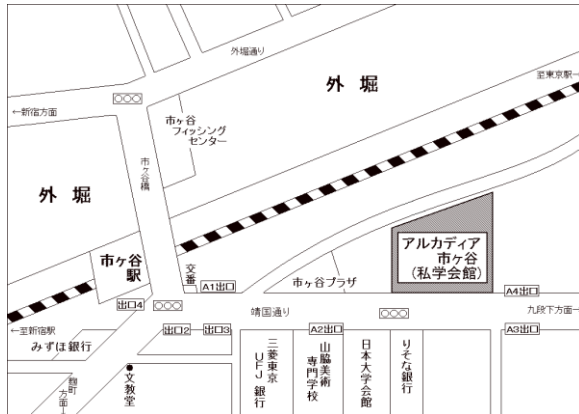 外堀通り
至東京駅→
外 堀
←新宿方面
市ヶ谷
フィッシング
センター
市ヶ谷橋
外 堀
市ヶ谷
駅
交番
A1出口
市ヶ谷プラザ
アルカディア
市ヶ谷
(私学会館)
A4出口
出口4
靖国通り
九段下方面→
←至新宿駅
出口2
出口3
A2出口
A3出口
みずほ銀行
麹町
方面→
文教堂
三菱東京
UFJ銀行
山脇美術
専門学校
日本大学会館
りそな銀行